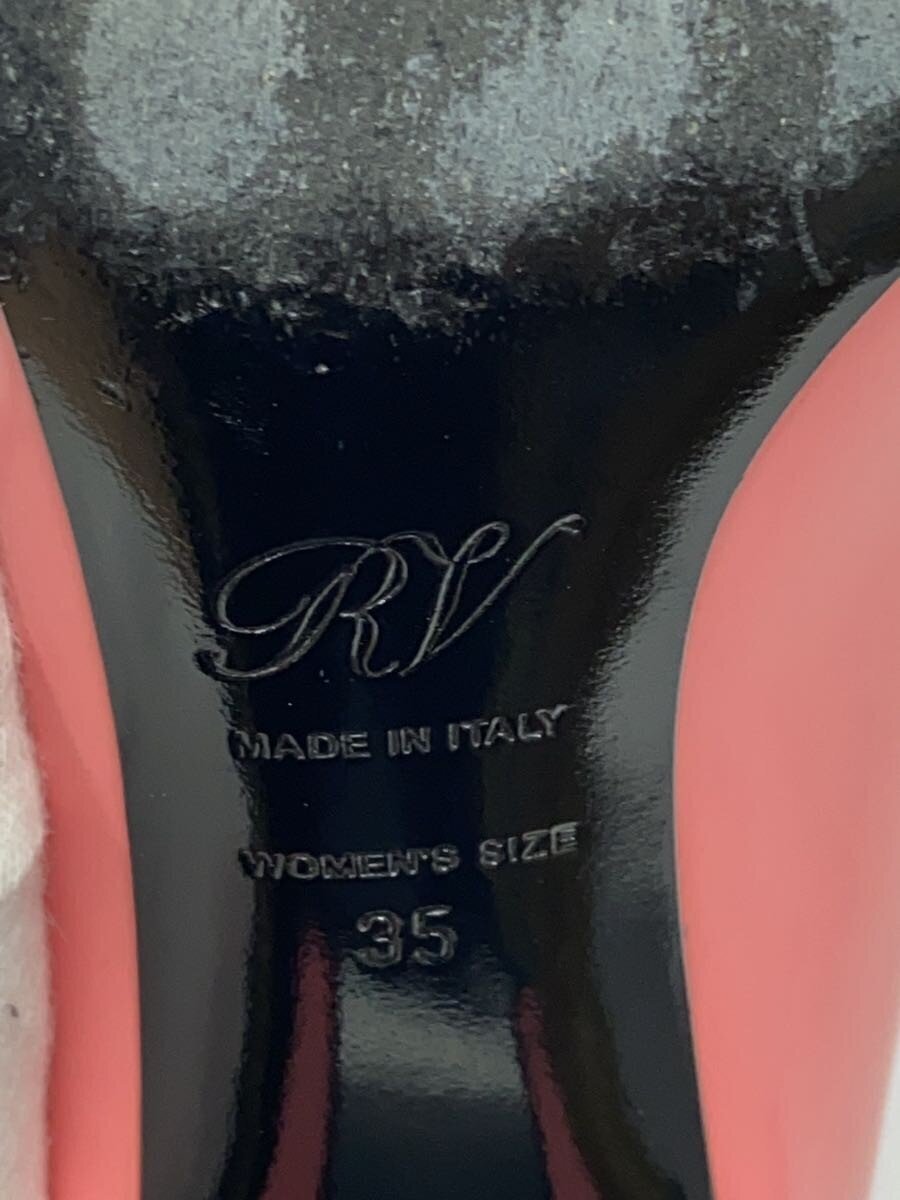 RV
MADE IN ITALY
WOMEN'S SIZE
35